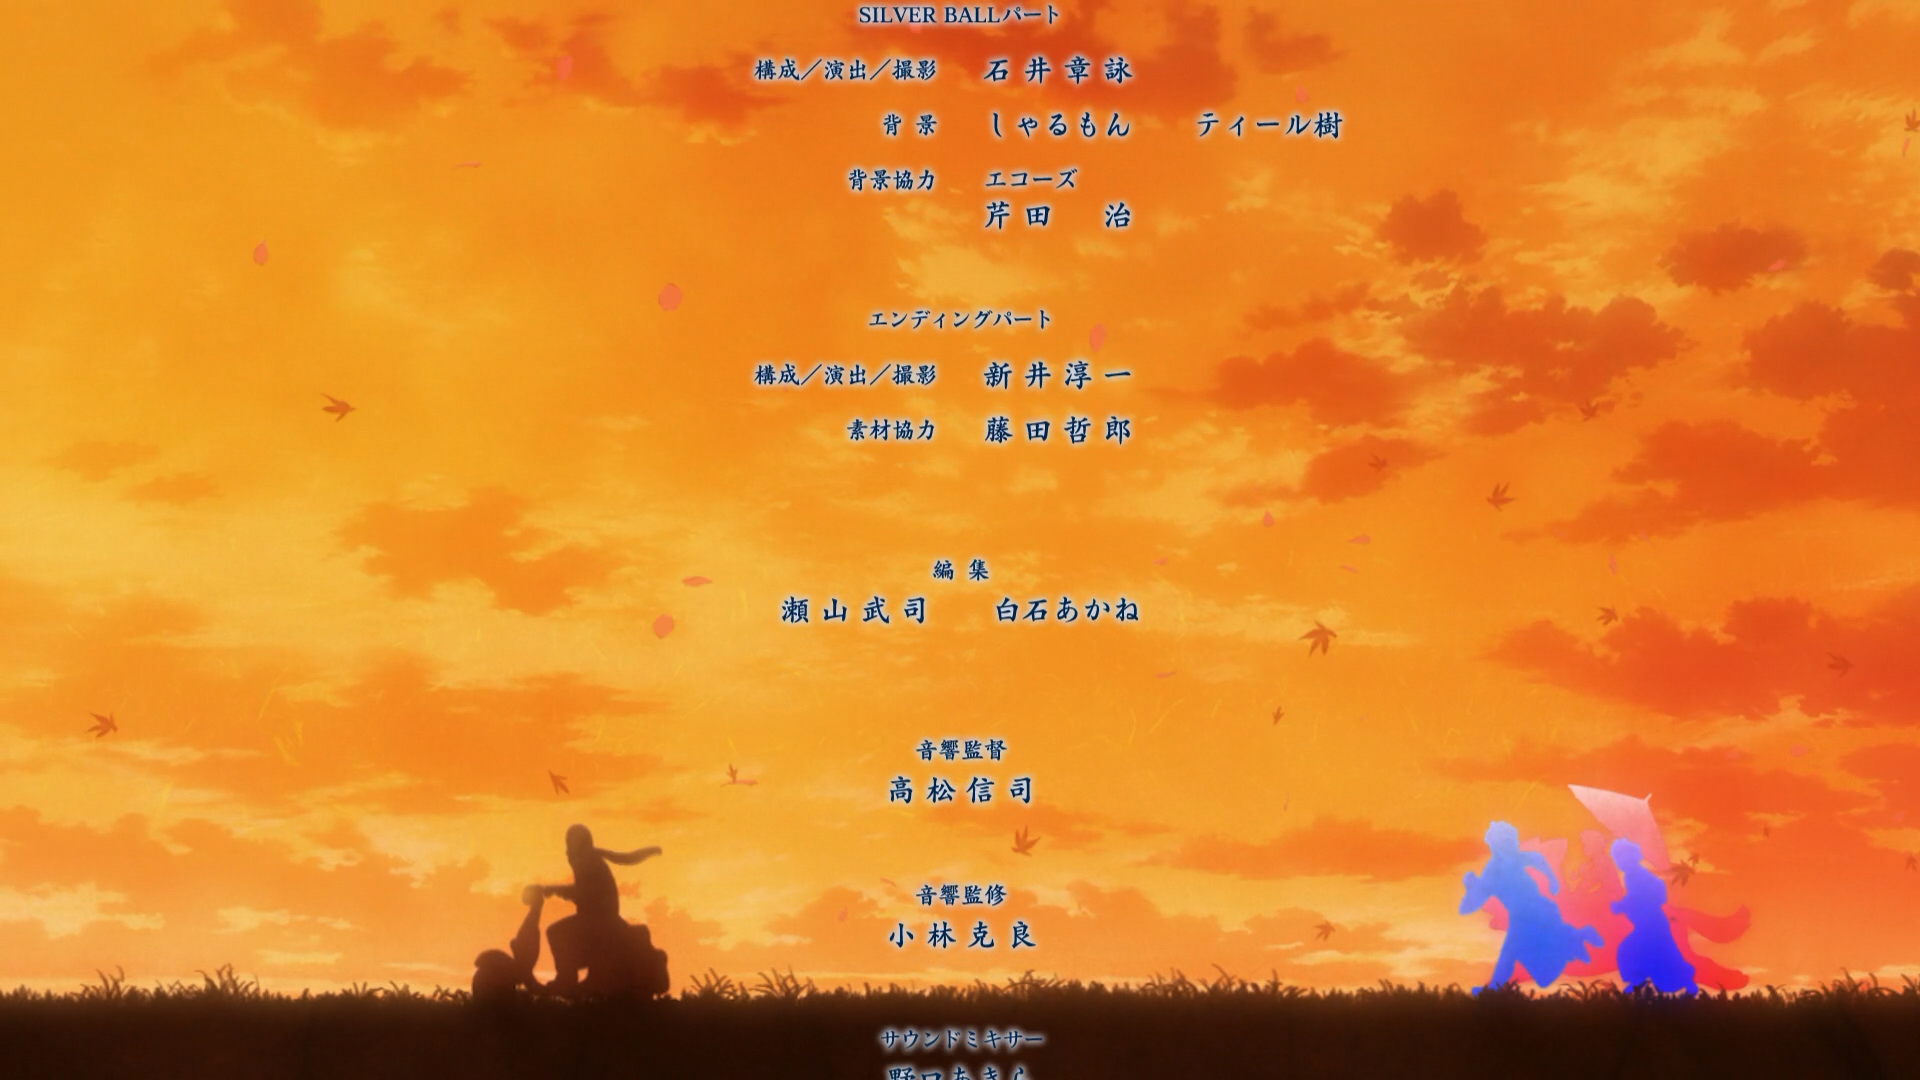 SILVER BALLパート
構成／演出／撮影 石井章詠
背景 しゃるもん ティール樹
背景協力 エコーズ
芹田 治
エンディングパート
構成／演出／撮影 新井淳一
素材協力 藤田哲郎
編集
瀬山武司 白石あかね
音響監督
高松信司
音響監修
小林克良
サウンドミキサー
野口あきら